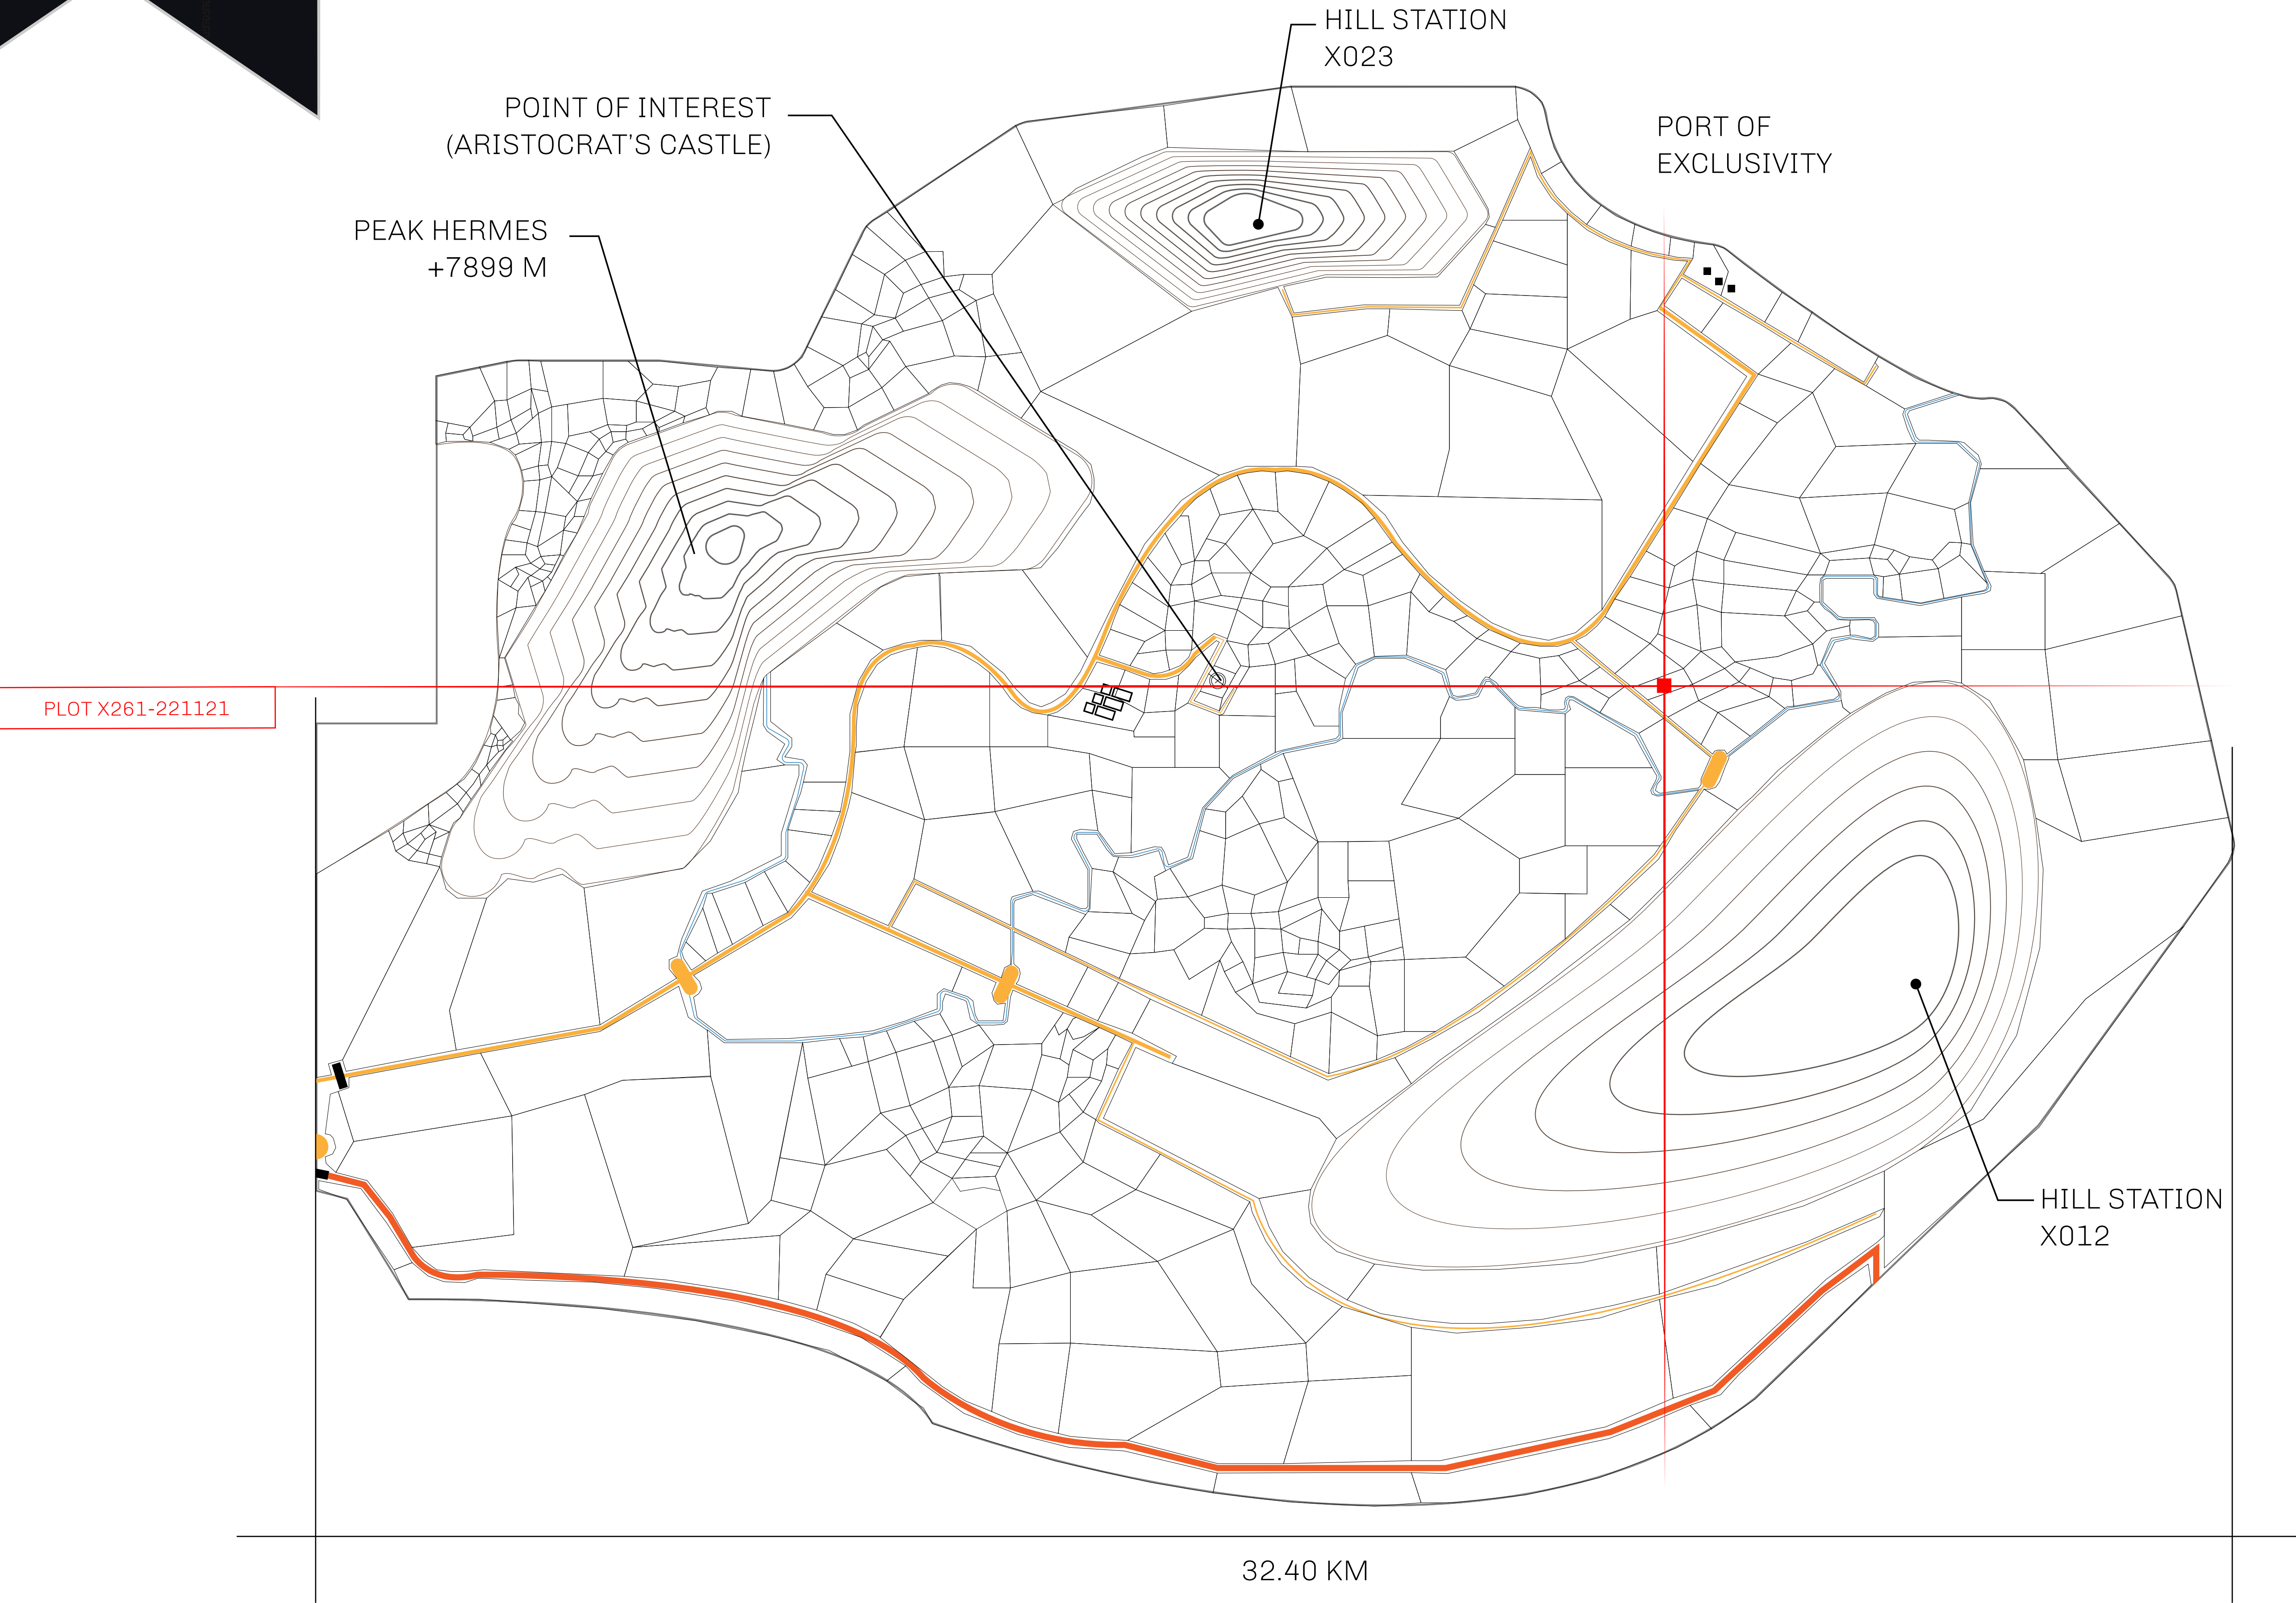 HILL STATION
X023
POINT OF INTEREST
(ARISTOCRAT'S CASTLE)
PORT OF
EXCLUSIVITY
PEAK HERMES
+7899 M
PLOT X261-221121
HILL STATION
X012
32.40 KM